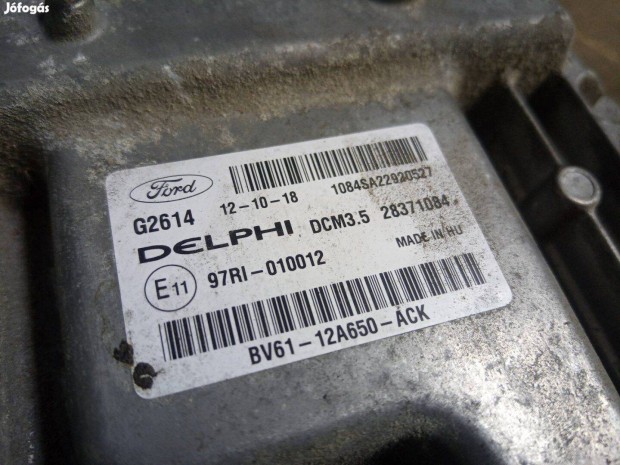 Jófogás
Ford
G2614 12-10-18 1084SA22920527
DELPHI DCM3.5 28371084
E11 97RI-010012 MADE IN HU
BV61-12A650-ACK